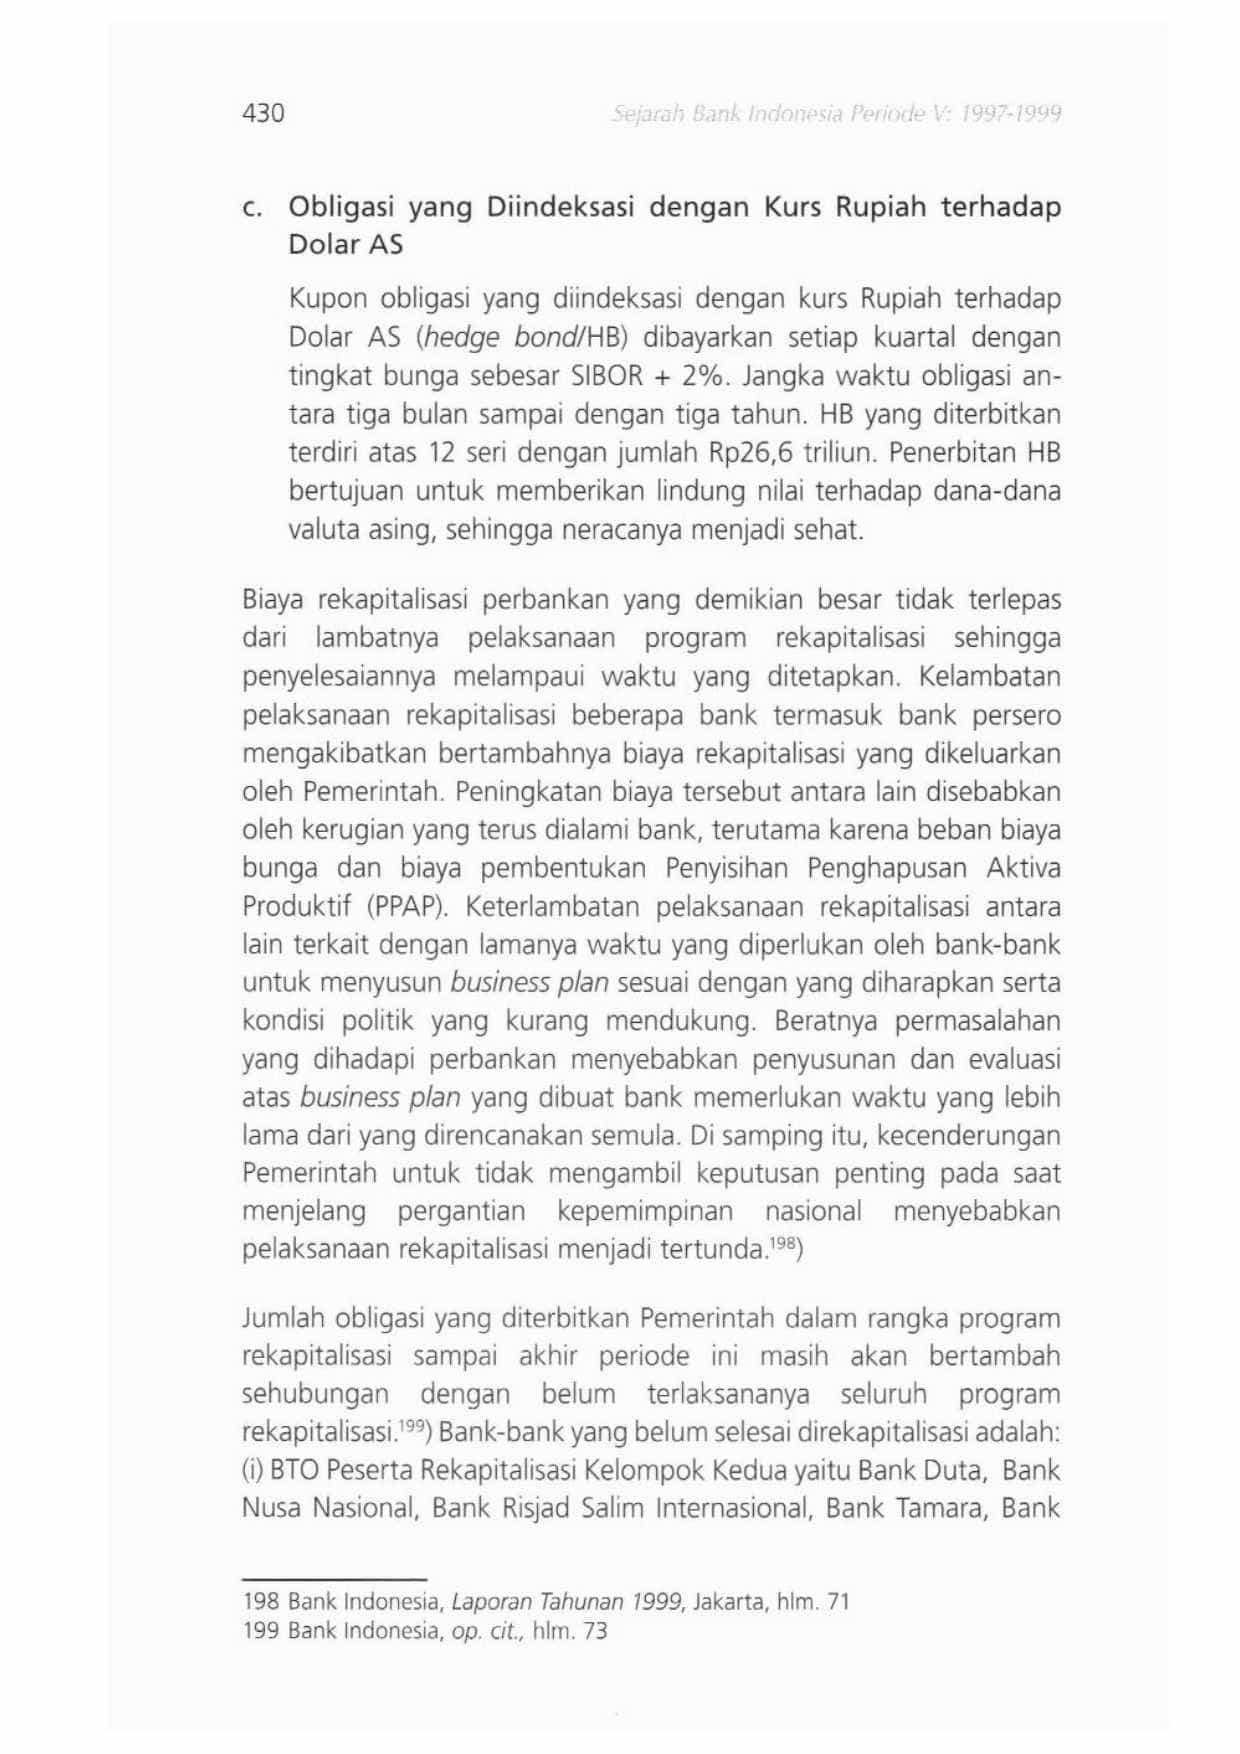 430
Sejarah Bank Indonesia Periode V: 1997-1999
c. Obligasi yang Diindeksasi dengan Kurs Rupiah terhadap
Dolar AS
Kupon obligasi yang diindeksasi dengan kurs Rupiah terhadap
Dolar AS (hedge bond/HB) dibayarkan setiap kuartal dengan
tingkat bunga sebesar SIBOR + 2%. Jangka waktu obligasi an-
tara tiga bulan sampai dengan tiga tahun. HB yang diterbitkan
terdiri atas 12 seri dengan jumlah Rp26,6 triliun. Penerbitan HB
bertujuan untuk memberikan lindung nilai terhadap dana-dana
valuta asing, sehingga neracanya menjadi sehat.
Biaya rekapitalisasi perbankan yang demikian besar tidak terlepas
dari lambatnya pelaksanaan program rekapitalisasi sehingga
penyelesaiannya melampaui waktu yang ditetapkan. Kelambatan
pelaksanaan rekapitalisasi beberapa bank termasuk bank persero
mengakibatkan bertambahnya biaya rekapitalisasi yang dikeluarkan
oleh Pemerintah. Peningkatan biaya tersebut antara lain disebabkan
oleh kerugian yang terus dialami bank, terutama karena beban biaya
bunga dan biaya pembentukan Penyisihan Penghapusan Aktiva
Produktif (PPAP). Keterlambatan pelaksanaan rekapitalisasi antara
lain terkait dengan lamanya waktu yang diperlukan oleh bank-bank
untuk menyusun business plan sesuai dengan yang diharapkan serta
kondisi politik yang kurang mendukung. Beratnya permasalahan
yang dihadapi perbankan menyebabkan penyusunan dan evaluasi
atas business plan yang dibuat bank memerlukan waktu yang lebih
lama dari yang direncanakan semula. Di samping itu, kecenderungan
Pemerintah untuk tidak mengambil keputusan penting pada saat
menjelang pergantian kepemimpinan nasional menyebabkan
pelaksanaan rekapitalisasi menjadi tertunda.¹⁹⁸)
Jumlah obligasi yang diterbitkan Pemerintah dalam rangka program
rekapitalisasi sampai akhir periode ini masih akan bertambah
sehubungan dengan belum terlaksananya seluruh program
rekapitalisasi.¹⁹⁹) Bank-bank yang belum selesai direkapitalisasi adalah:
(i) BTO Peserta Rekapitalisasi Kelompok Kedua yaitu Bank Duta, Bank
Nusa Nasional, Bank Risjad Salim Internasional, Bank Tamara, Bank
198 Bank Indonesia, Laporan Tahunan 1999, Jakarta, hlm. 71
199 Bank Indonesia, op. cit., hlm. 73